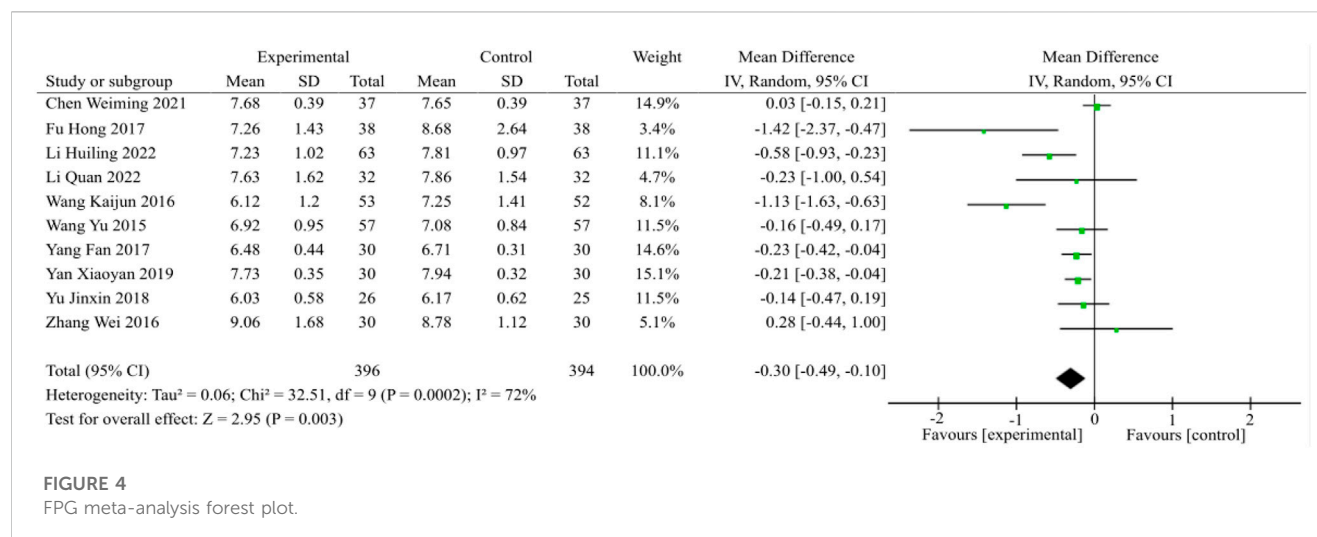 Experimental Control Weight Mean Difference Mean Difference
Study or subgroup Mean SD Total Mean SD Total IV, Random, 95% CI IV, Random, 95% CI
Chen Weiming 2021 7.68 0.39 37 7.65 0.39 37 14.9% 0.03 [-0.15, 0.21]
Fu Hong 2017 7.26 1.43 38 8.68 2.64 38 3.4% -1.42 [-2.37, -0.47]
Li Huiling 2022 7.23 1.02 63 7.81 0.97 63 11.1% -0.58 [-0.93, -0.23]
Li Quan 2022 7.63 1.62 32 7.86 1.54 32 4.7% -0.23 [-1.00, 0.54]
Wang Kaijun 2016 6.12 1.2 53 7.25 1.41 52 8.1% -1.13 [-1.63, -0.63]
Wang Yu 2015 6.92 0.95 57 7.08 0.84 57 11.5% -0.16 [-0.49, 0.17]
Yang Fan 2017 6.48 0.44 30 6.71 0.31 30 14.6% -0.23 [-0.42, -0.04]
Yan Xiaoyan 2019 7.73 0.35 30 7.94 0.32 30 15.1% -0.21 [-0.38, -0.04]
Yu Jinxin 2018 6.03 0.58 26 6.17 0.62 25 11.5% -0.14 [-0.47, 0.19]
Zhang Wei 2016 9.06 1.68 30 8.78 1.12 30 5.1% 0.28 [-0.44, 1.00]
Total (95% CI) 396 394 100.0% -0.30 [-0.49, -0.10]
Heterogeneity: Tau² = 0.06; Chi² = 32.51, df = 9 (P = 0.0002); I² = 72%
Test for overall effect: Z = 2.95 (P = 0.003)
-2 -1 0 1 2
Favours [experimental] Favours [control]
FIGURE 4
FPG meta-analysis forest plot.